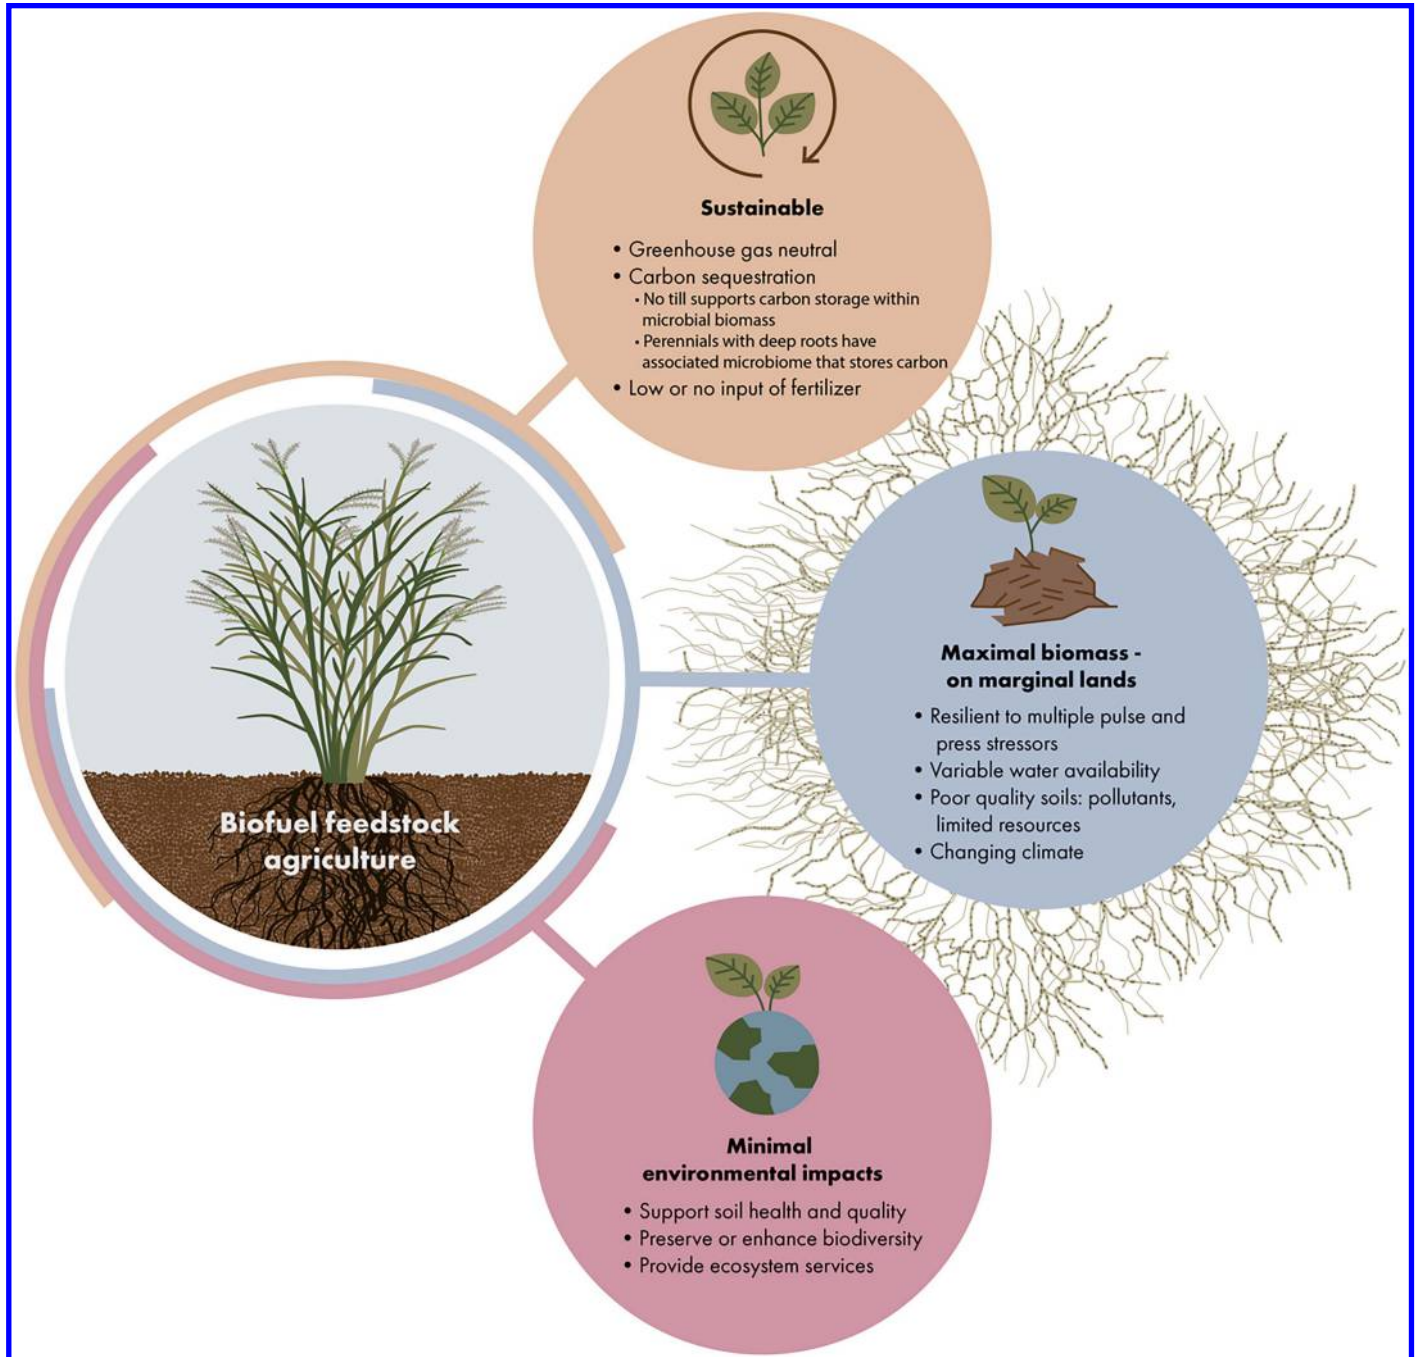 Sustainable
• Greenhouse gas neutral
• Carbon sequestration
• No till supports carbon storage within
microbial biomass
• Perennials with deep roots have
associated microbiome that stores carbon
• Low or no input of fertilizer
Biofuel feedstock
agriculture
Maximal biomass -
on marginal lands
• Resilient to multiple pulse and
press stressors
• Variable water availability
• Poor quality soils: pollutants,
limited resources
• Changing climate
Minimal
environmental impacts
• Support soil health and quality
• Preserve or enhance biodiversity
• Provide ecosystem services